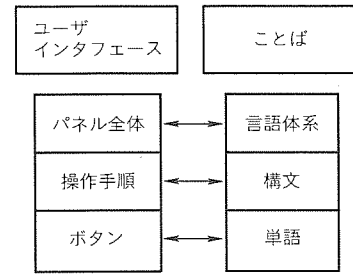 ユーザ
インタフェース
ことば
パネル全体
言語体系
操作手順
構文
ボタン
単語